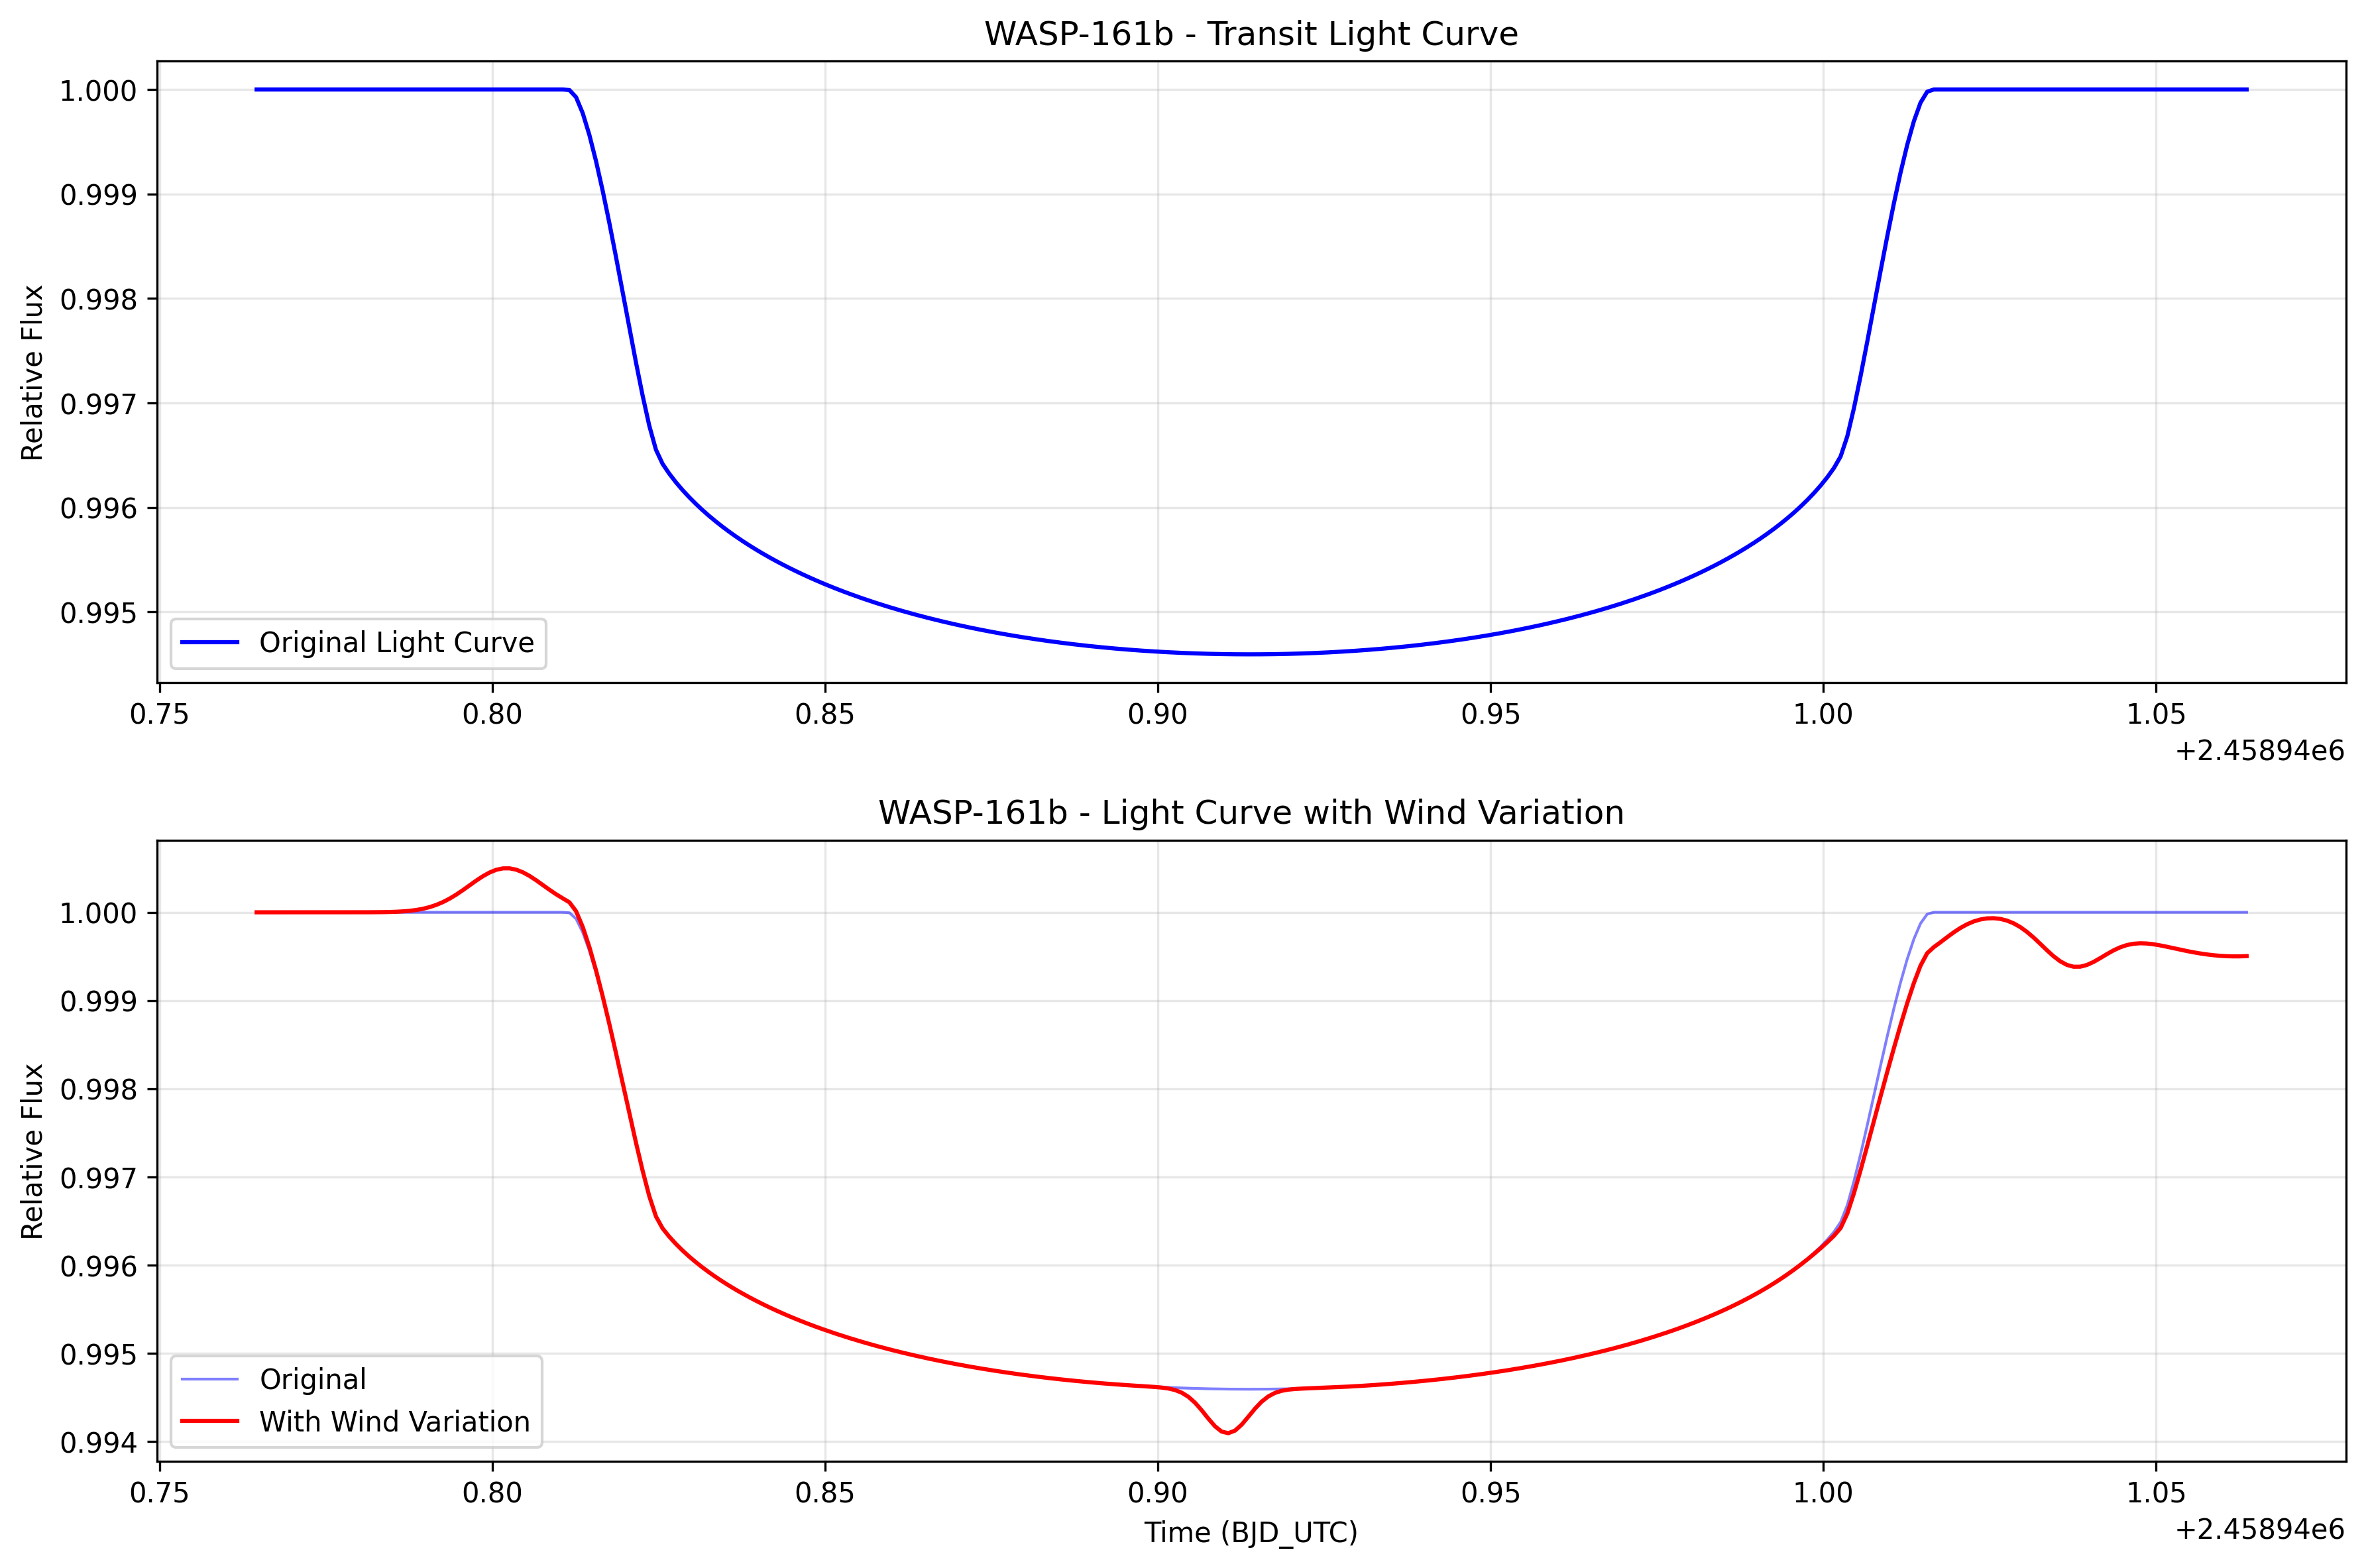 WASP-161b - Transit Light Curve
Relative Flux
1.000
0.999
0.998
0.997
0.996
0.995
Original Light Curve
0.75 0.80 0.85 0.90 0.95 1.00 1.05
+2.45894e6
WASP-161b - Light Curve with Wind Variation
Relative Flux
1.000
0.999
0.998
0.997
0.996
0.995
0.994
Original
With Wind Variation
0.75 0.80 0.85 0.90 0.95 1.00 1.05
Time (BJD_UTC)
+2.45894e6